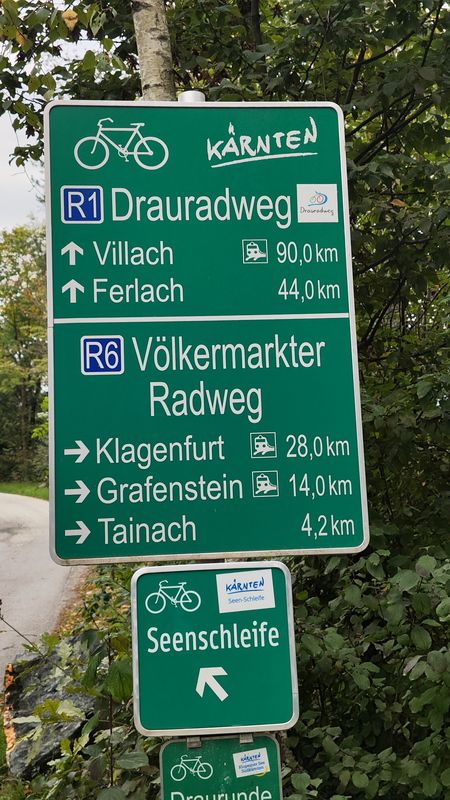 KÄRNTEN
R1 Drauradweg Drauradweg
↑ Villach 90,0 km
↑ Ferlach 44,0 km
R6 Völkermarkter
Radweg
→ Klagenfurt 28,0 km
→ Grafenstein 14,0 km
→ Tainach 4,2 km
KÄRNTEN
Seen-Schleife
Seenschleife
KÄRNTEN
Südkärnten
Draurunde